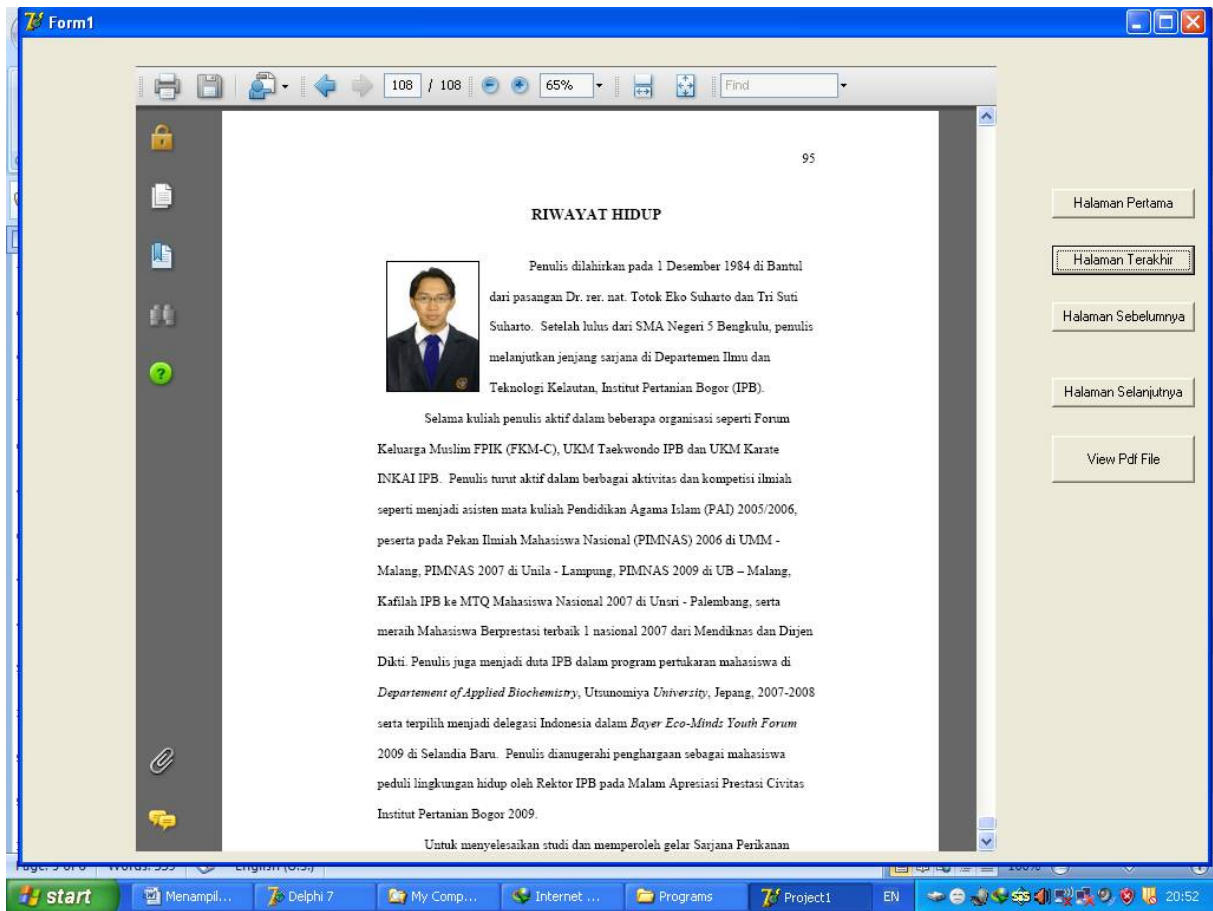 Form1
108 / 108
65%
Find
95
RIWAYAT HIDUP
Penulis dilahirkan pada 1 Desember 1984 di Bantul
dari pasangan Dr. rer. nat. Totok Eko Suharto dan Tri Suti
Suharto. Setelah lulus dari SMA Negeri 5 Bengkulu, penulis
melanjutkan jenjang sarjana di Departemen Ilmu dan
Teknologi Kelautan, Institut Pertanian Bogor (IPB).
Selama kuliah penulis aktif dalam beberapa organisasi seperti Forum
Keluarga Muslim FPIK (FKM-C), UKM Taekwondo IPB dan UKM Karate
INKAI IPB. Penulis turut aktif dalam berbagai aktivitas dan kompetisi ilmiah
seperti menjadi asisten mata kuliah Pendidikan Agama Islam (PAI) 2005/2006,
peserta pada Pekan Ilmiah Mahasiswa Nasional (PIMNAS) 2006 di UMM -
Malang, PIMNAS 2007 di Unila - Lampung, PIMNAS 2009 di UB – Malang,
Kafilah IPB ke MTQ Mahasiswa Nasional 2007 di Unsri - Palembang, serta
meraih Mahasiswa Berprestasi terbaik 1 nasional 2007 dari Mendiknas dan Dirjen
Dikti. Penulis juga menjadi duta IPB dalam program pertukaran mahasiswa di
Departement of Applied Biochemistry, Utsunomiya University, Jepang, 2007-2008
serta terpilih menjadi delegasi Indonesia dalam Bayer Eco-Minds Youth Forum
2009 di Selandia Baru. Penulis dianugerahi penghargaan sebagai mahasiswa
peduli lingkungan hidup oleh Rektor IPB pada Malam Apresiasi Prestasi Civitas
Institut Pertanian Bogor 2009.
Untuk menyelesaikan studi dan memperoleh gelar Sarjana Perikanan
Halaman Pertama
Halaman Terakhir
Halaman Sebelumnya
Halaman Selanjutnya
View Pdf File
start
Menampil...
Delphi 7
My Comp...
Internet ...
Programs
Project1
EN
20:52